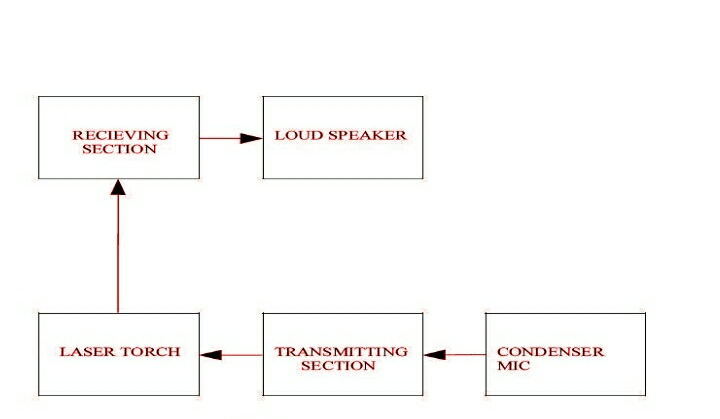 RECIEVING
SECTION
LOUD SPEAKER
LASER TORCH
TRANSMITTING
SECTION
CONDENSER
MIC